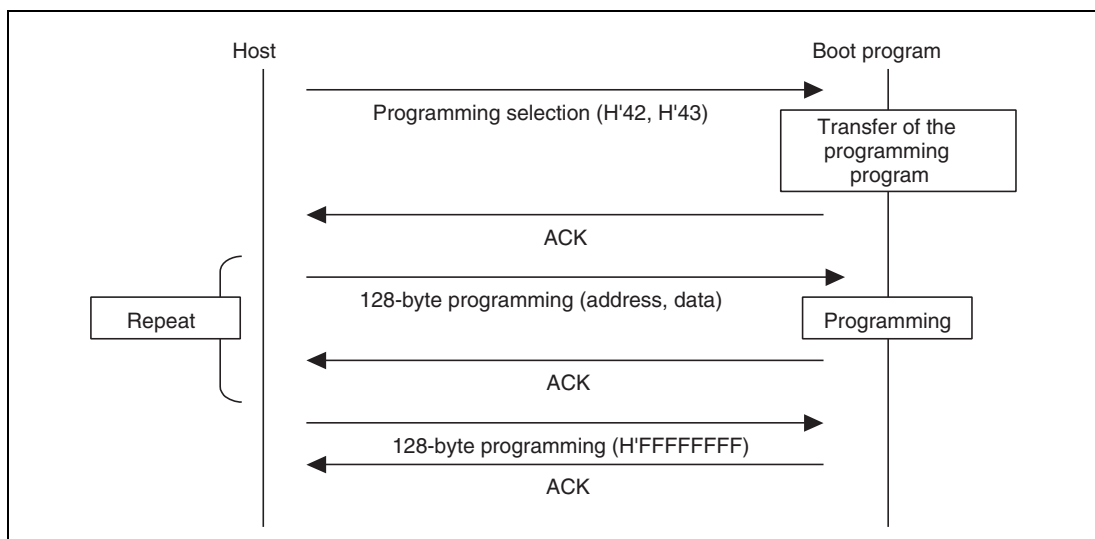 Host
Boot program
Programming selection (H'42, H'43)
Transfer of the
programming
program
ACK
128-byte programming (address, data)
Repeat
Programming
ACK
128-byte programming (H'FFFFFFFF)
ACK